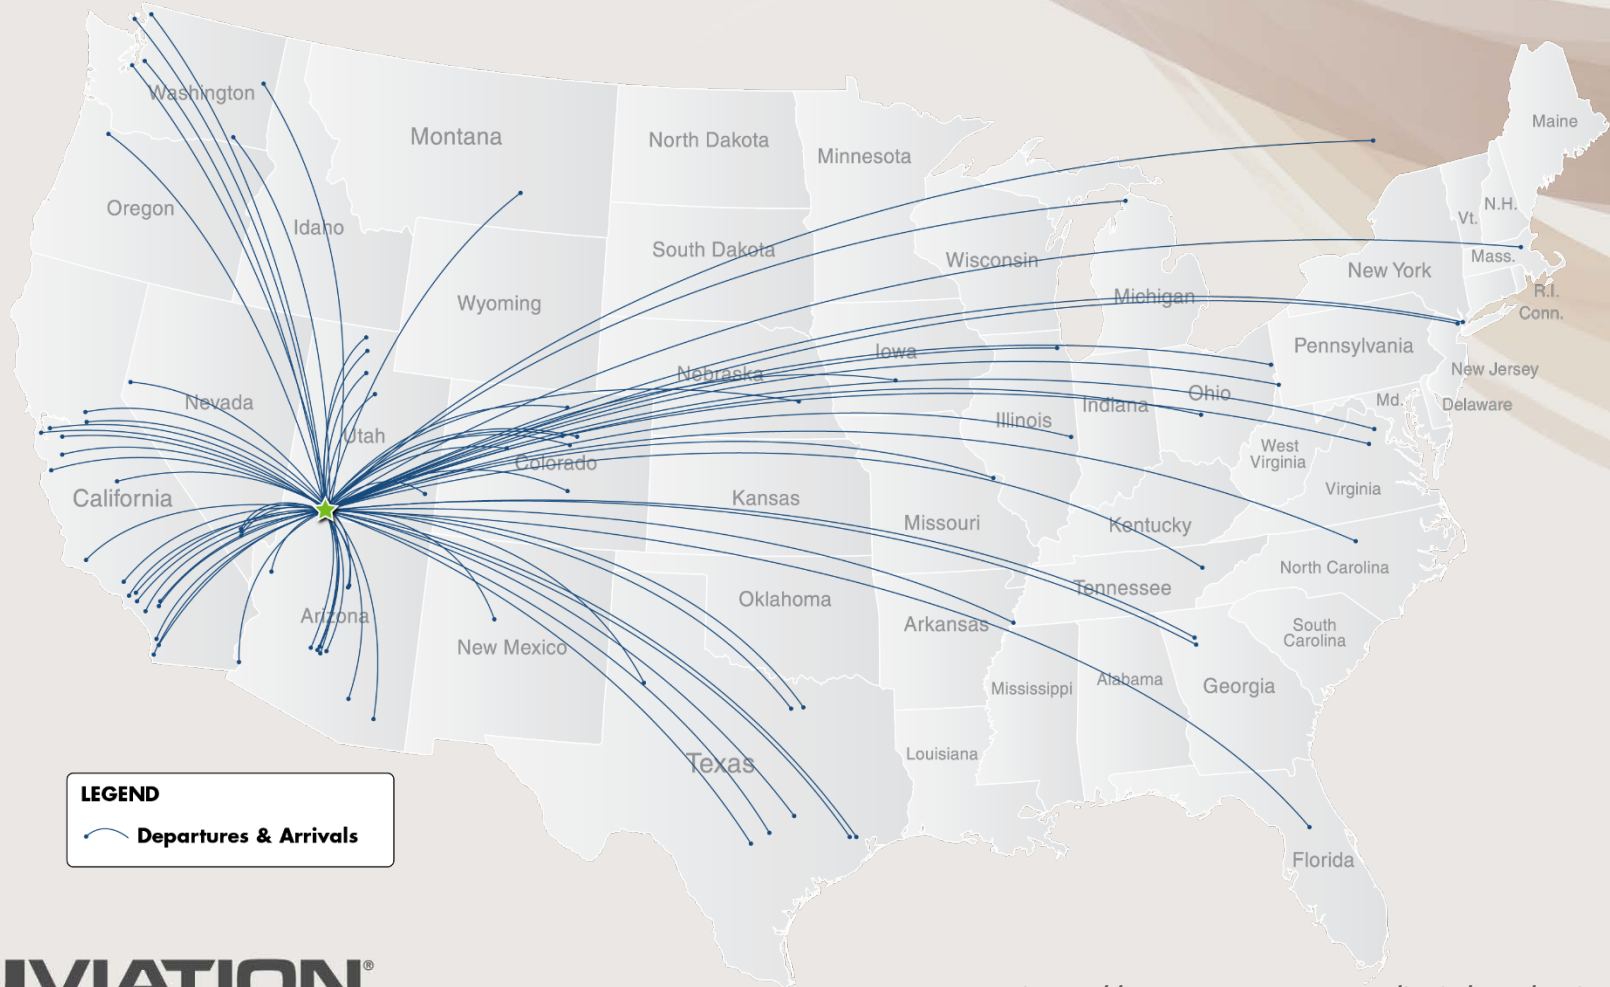 Maine
Washington
Montana
North Dakota
Minnesota
Oregon
Idaho
Vt.
N.H.
South Dakota
Wisconsin
New York
Mass.
Wyoming
Michigan
R.I.
Conn.
Iowa
Pennsylvania
Nebraska
New Jersey
Nevada
Ohio
Md.
Delaware
Illinois
Indiana
Utah
Colorado
West
Virginia
California
Kansas
Virginia
Missouri
Kentucky
North Carolina
Tennessee
Oklahoma
Arizona
Arkansas
South
Carolina
New Mexico
Mississippi
Alabama
Georgia
Louisiana
Texas
LEGEND
Departures & Arrivals
Florida